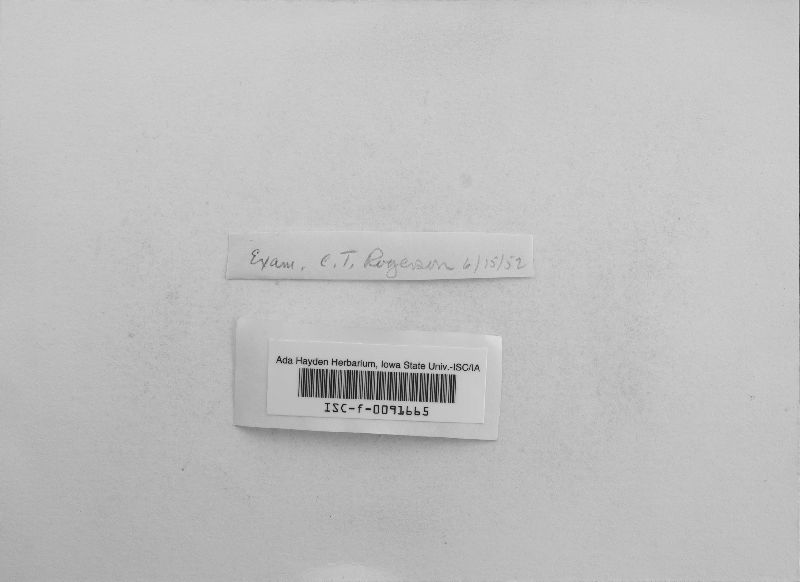 Exam. C. T. Rogerson 6/15/52
Ada Hayden Herbarium, Iowa State Univ.-ISC/IA
ISC-f-0091665